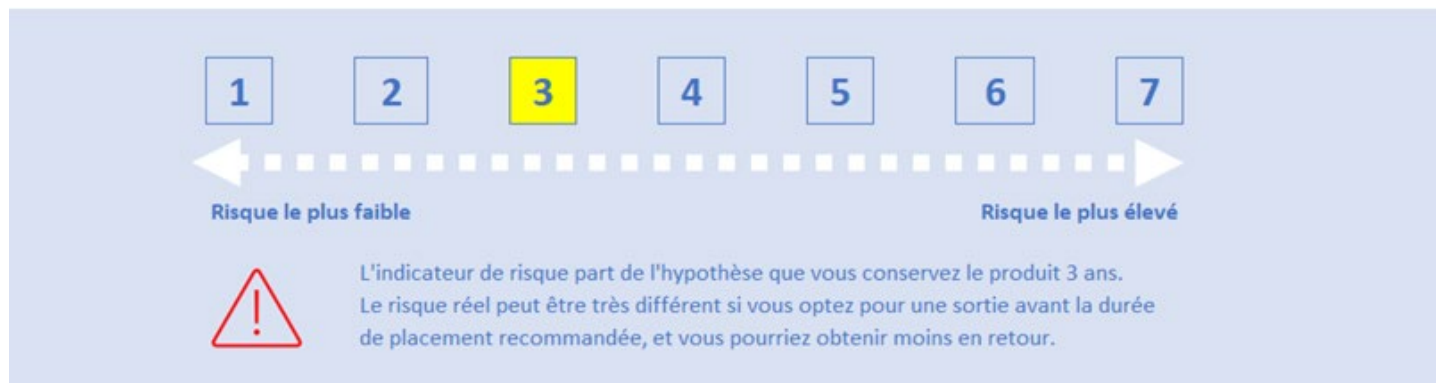 1 2 3 4 5 6 7
Risque le plus faible Risque le plus élevé
L'indicateur de risque part de l'hypothèse que vous conservez le produit 3 ans.
Le risque réel peut être très différent si vous optez pour une sortie avant la durée
de placement recommandée, et vous pourriez obtenir moins en retour.